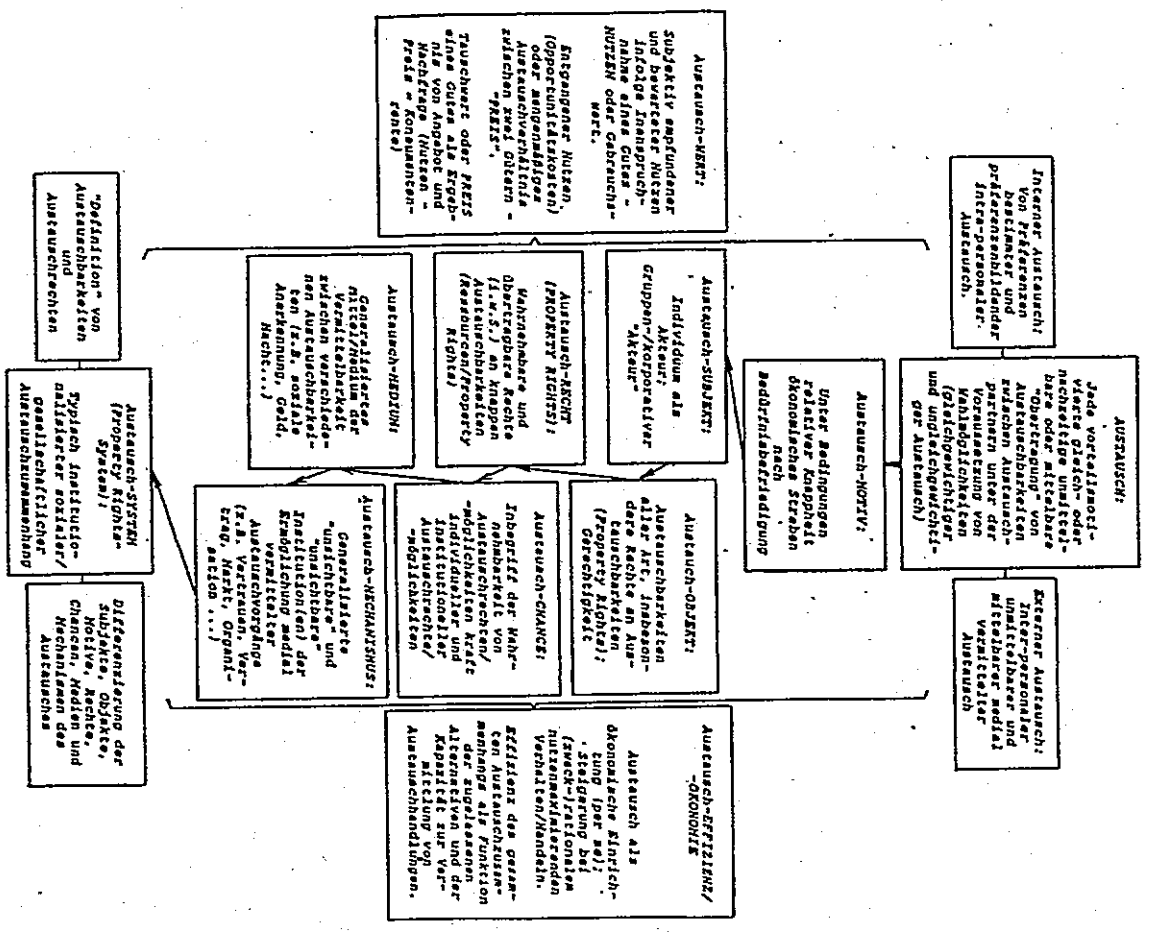 Interner Austausch:
Von Präferenzen
bestimmter und
präferenzenbildender
intra-personaler
Austausch.
AUSTAUSCH:
Jede vorteilsmoti-
vierte gleich- oder
nachzeitige unmittel-
bare oder mittelbare
"Übertragung" von
Austauschbarkeiten
zwischen Austausch-
partnern unter der
Voraussetzung von
Wahlmöglichkeiten
(gleichgewichtiger
und ungleichgewichti-
ger Austausch)
Externer Austausch:
Inter-personaler
unmittelbarer und
mittelbarer medial
vermittelter
Austausch
Austausch-MOTIV:
Unter Bedingungen
relativer Knappheit
ökonomisches Streben
nach
Bedürfnisbefriedigung
Austausch-WERT:
Subjektiv empfundener
und bewerteter Nutzen
infolge Inanspruch-
nahme eines Gutes -
NUTZEN oder Gebrauchs-
wert.
Entgangener Nutzen,
(Opportunitätskosten)
oder mengenmäßiges
Austauschverhältnis
zwischen zwei Gütern -
"PREIS".
Tauschwert oder PREIS
eines Gutes als Ergeb-
nis von Angebot und
Nachfrage (Nutzen -
Preis = Konsumenten-
rente)
Austausch-SUBJEKT:
Individuum als
Akteur;
Gruppen-/korporativer
"Akteur"
Austauch-OBJEKT:
Austauschbarkeiten
aller Art, insbeson-
dere Rechte an Aus-
tauschbarkeiten
(Property Rights);
Gerechtigkeit
Austausch-RECHT
(PROPERTY RIGHTS):
Wahrnehmbare und
übertragbare Rechte
(i.w.S.) an knappen
Austauschbarkeiten
(Ressourcen/Property
Rights)
Austausch-CHANCE:
Inbegriff der Wahr-
nehmbarkeit von
Austauschrechten/
-möglichkeiten kraft
individueller und
institutioneller
Austauschrechte/
-möglichkeiten
Austausch-MEDIUM:
Generalisiertes
mittel/Medium der
Vermittelbarkeit
zwischen verschiede-
nen Austauschbarkei-
ten (z.B. soziale
Anerkennung, Geld,
Macht...)
Austausch-MECHANISMUS:
Generalisierte
"unsichtbare" und
"unsichtbare"
Institution(en) der
Ermöglichung medial
vermittelter
Austauschvorgänge
(z.B. Vertrauen, Ver-
trag, Markt, Organi-
sation ...)
Austausch-EFFIZIENZ/
-ÖKONOMIE
Austausch als
ökonomische Einrich-
tung (per se);
Steigerung bei
(zweck-)rationalem
nutzenmaximierenden
Verhalten/Handeln.
Effizienz des gesam-
ten Austauschzusam-
menhangs als Funktion
der zugelassenen
Alternativen und der
Kapazität zur Ver-
mittlung von
Austauschhandlungen.
"Definition" von
Austauschbarkeiten
und
Austauschrechten
Austausch-SYSTEM
(Property Rights-
System):
Typisch institutio-
nalisierter sozialer/
gesellschaftlicher
Austauschzusammenhang
Differenzierung der
Subjekte, Objekte,
Motive, Rechte,
Chancen, Medien und
Mechanismen des
Austausches